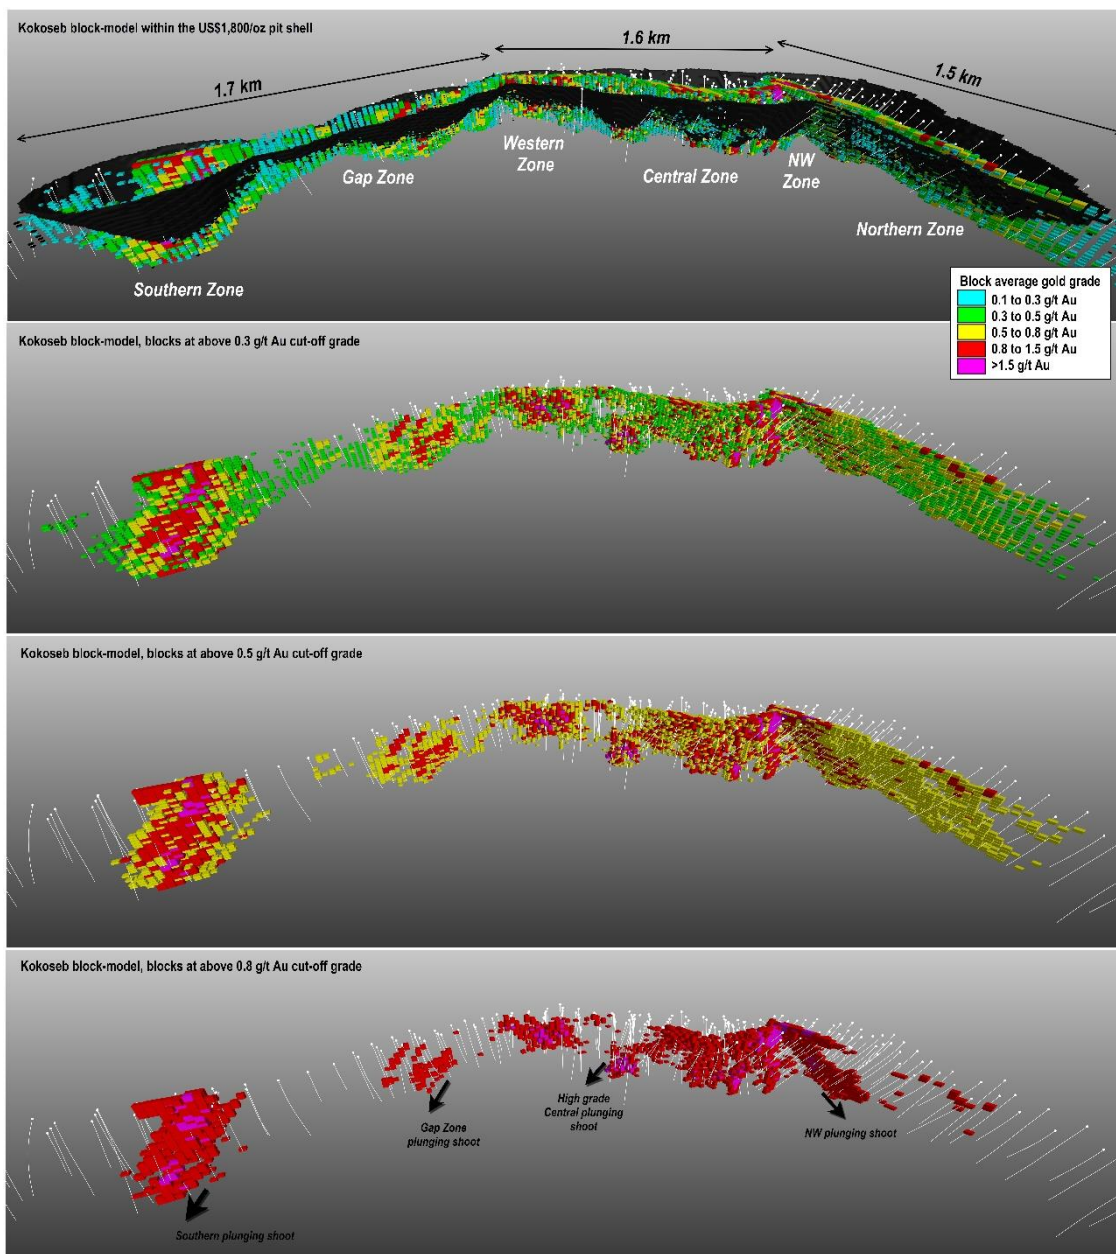 Kokoseb block-model within the US$1,800/oz pit shell
1.7 km
1.6 km
1.5 km
Western
Zone
Gap Zone
Central Zone
NW
Zone
Northern Zone
Southern Zone
Block average gold grade
0.1 to 0.3 g/t Au
0.3 to 0.5 g/t Au
0.5 to 0.8 g/t Au
0.8 to 1.5 g/t Au
>1.5 g/t Au
Kokoseb block-model, blocks at above 0.3 g/t Au cut-off grade
Kokoseb block-model, blocks at above 0.5 g/t Au cut-off grade
Kokoseb block-model, blocks at above 0.8 g/t Au cut-off grade
Gap Zone
plunging shoot
High grade
Central plunging
shoot
NW plunging shoot
Southern plunging shoot